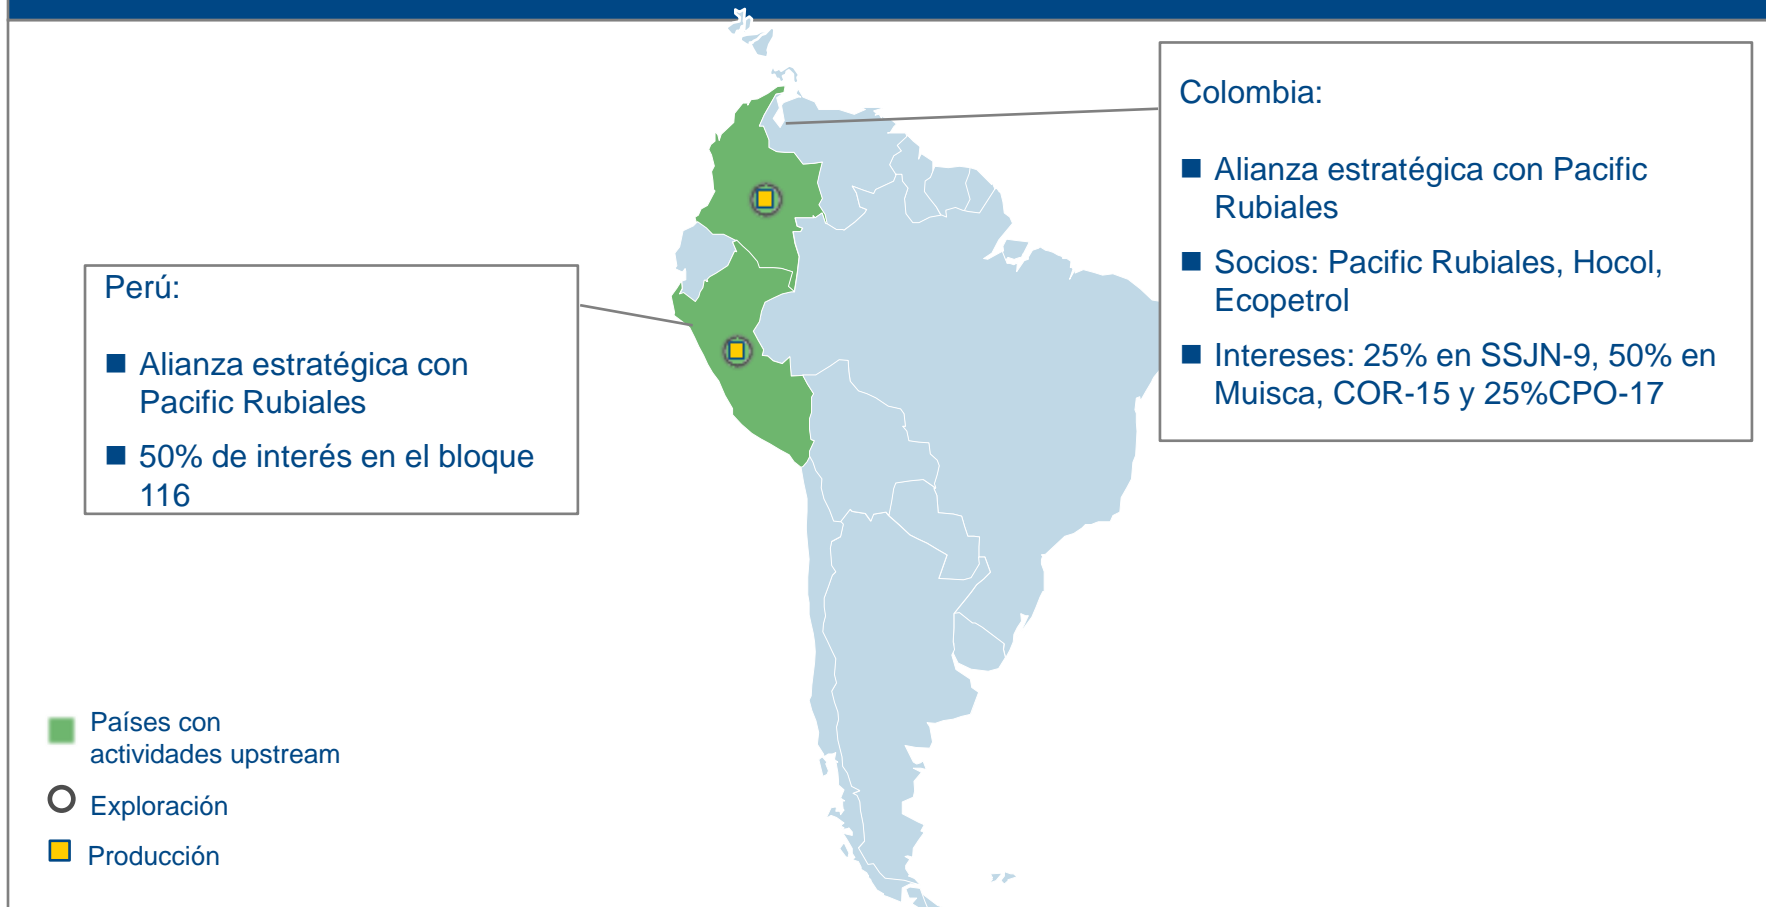 Colombia:
Alianza estratégica con Pacific
Rubiales
Socios: Pacific Rubiales, Hocol,
Ecopetrol
Intereses: 25% en SSJN-9, 50% en
Muisca, COR-15 y 25%CPO-17
Perú:
Alianza estratégica con
Pacific Rubiales
50% de interés en el bloque
116
Países con
actividades upstream
Exploración
Producción